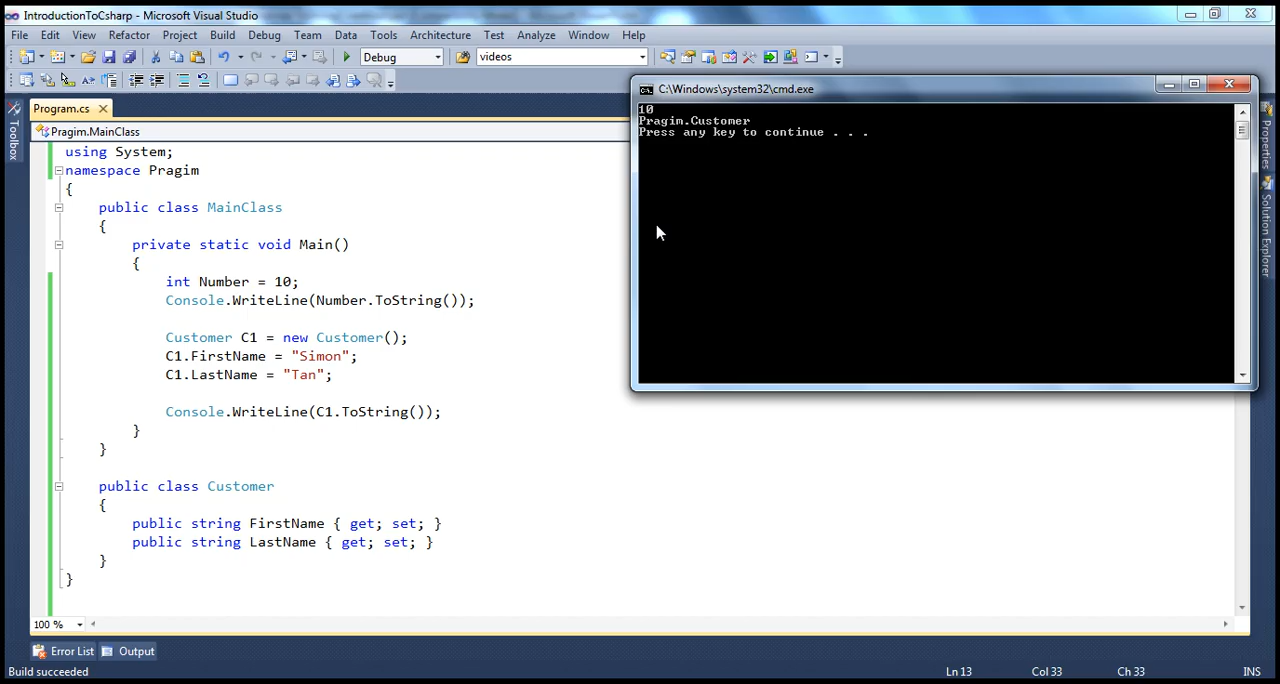 IntroductionToCsharp - Microsoft Visual Studio
File Edit View Refactor Project Build Debug Team Data Tools Architecture Test Analyze Window Help
Debug videos
Program.cs
Pragim.MainClass
using System;
namespace Pragim
{
public class MainClass
{
private static void Main()
{
int Number = 10;
Console.WriteLine(Number.ToString());
Customer C1 = new Customer();
C1.FirstName = "Simon";
C1.LastName = "Tan";
Console.WriteLine(C1.ToString());
}
}
public class Customer
{
public string FirstName { get; set; }
public string LastName { get; set; }
}
}
C:\Windows\system32\cmd.exe
10
Pragim.Customer
Press any key to continue . . .
Toolbox
Properties
Solution Explorer
100 %
Error List Output
Build succeeded Ln 13 Col 33 Ch 33 INS